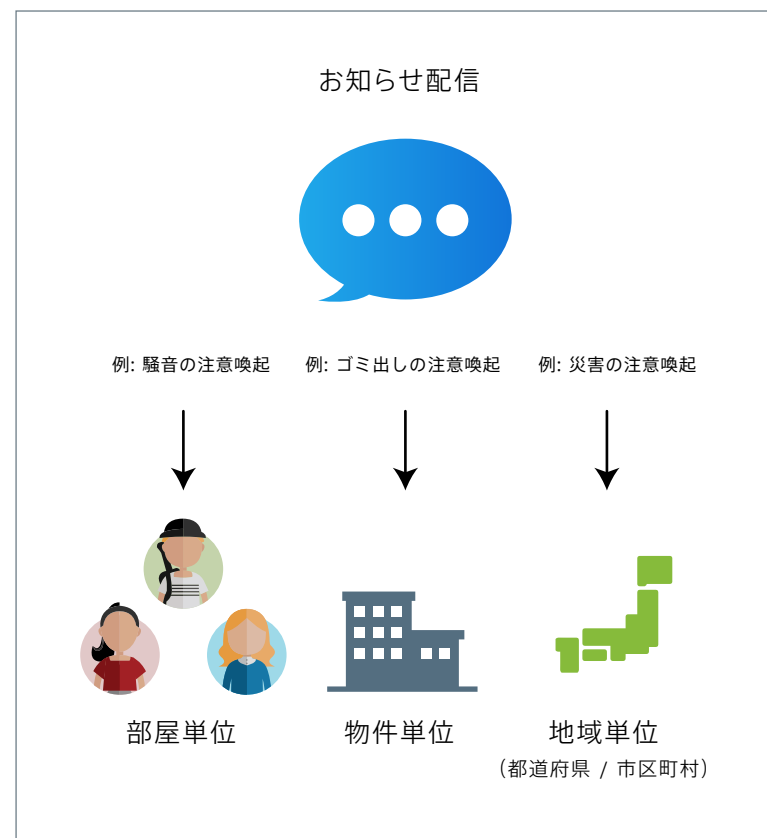 お知らせ配信
例: 騒音の注意喚起
例: ゴミ出しの注意喚起
例: 災害の注意喚起
部屋単位
物件単位
地域単位
（都道府県 / 市区町村）